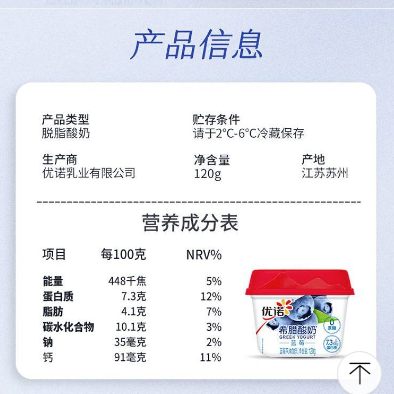 产品信息
产品类型 贮存条件
脱脂酸奶 请于2°C-6°C冷藏保存
生产商 净含量 产地
优诺乳业有限公司 120g 江苏苏州
营养成分表
项目 每100克 NRV%
能量 448千焦 5%
蛋白质 7.3克 12%
脂肪 4.1克 7%
碳水化合物 10.1克 3%
钠 35毫克 2%
钙 91毫克 11%
优诺
希腊酸奶
GREEK YOGURT
蓝莓
0
7.3